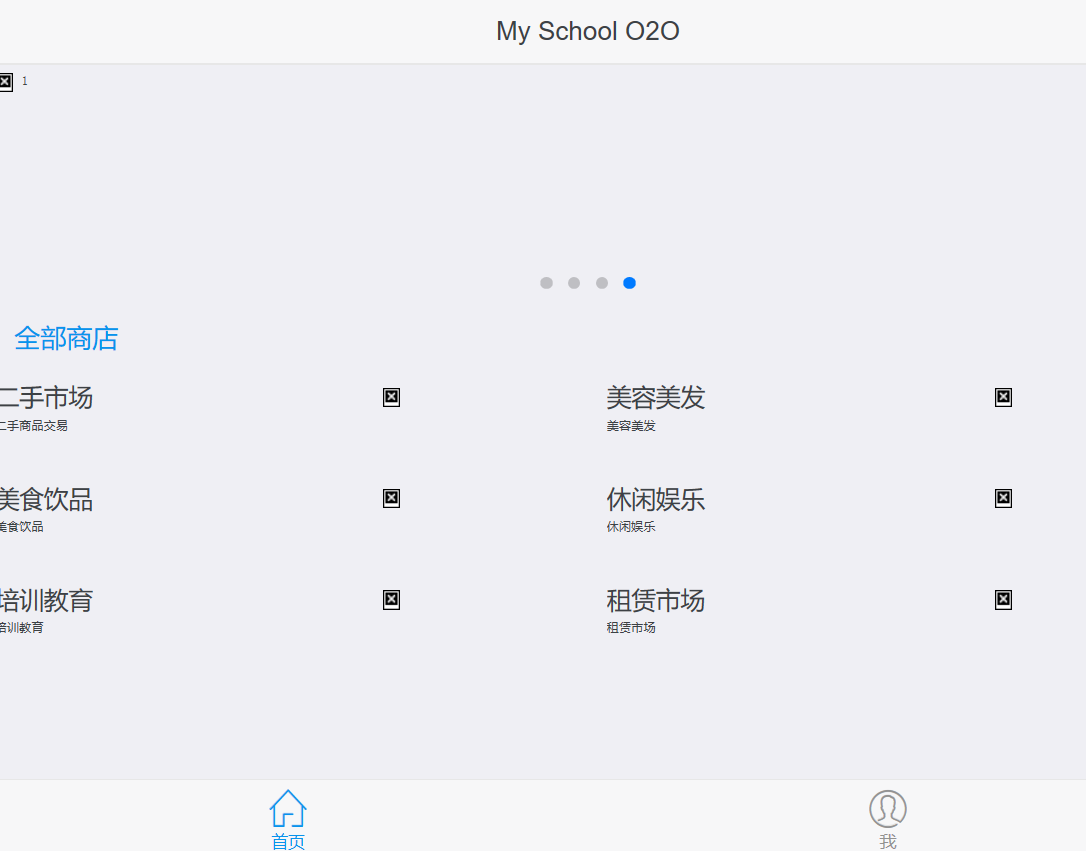 My School O2O
1
全部商店
二手市场
二手商品交易
美容美发
美容美发
美食饮品
美食饮品
休闲娱乐
休闲娱乐
培训教育
培训教育
租赁市场
租赁市场
首页
我